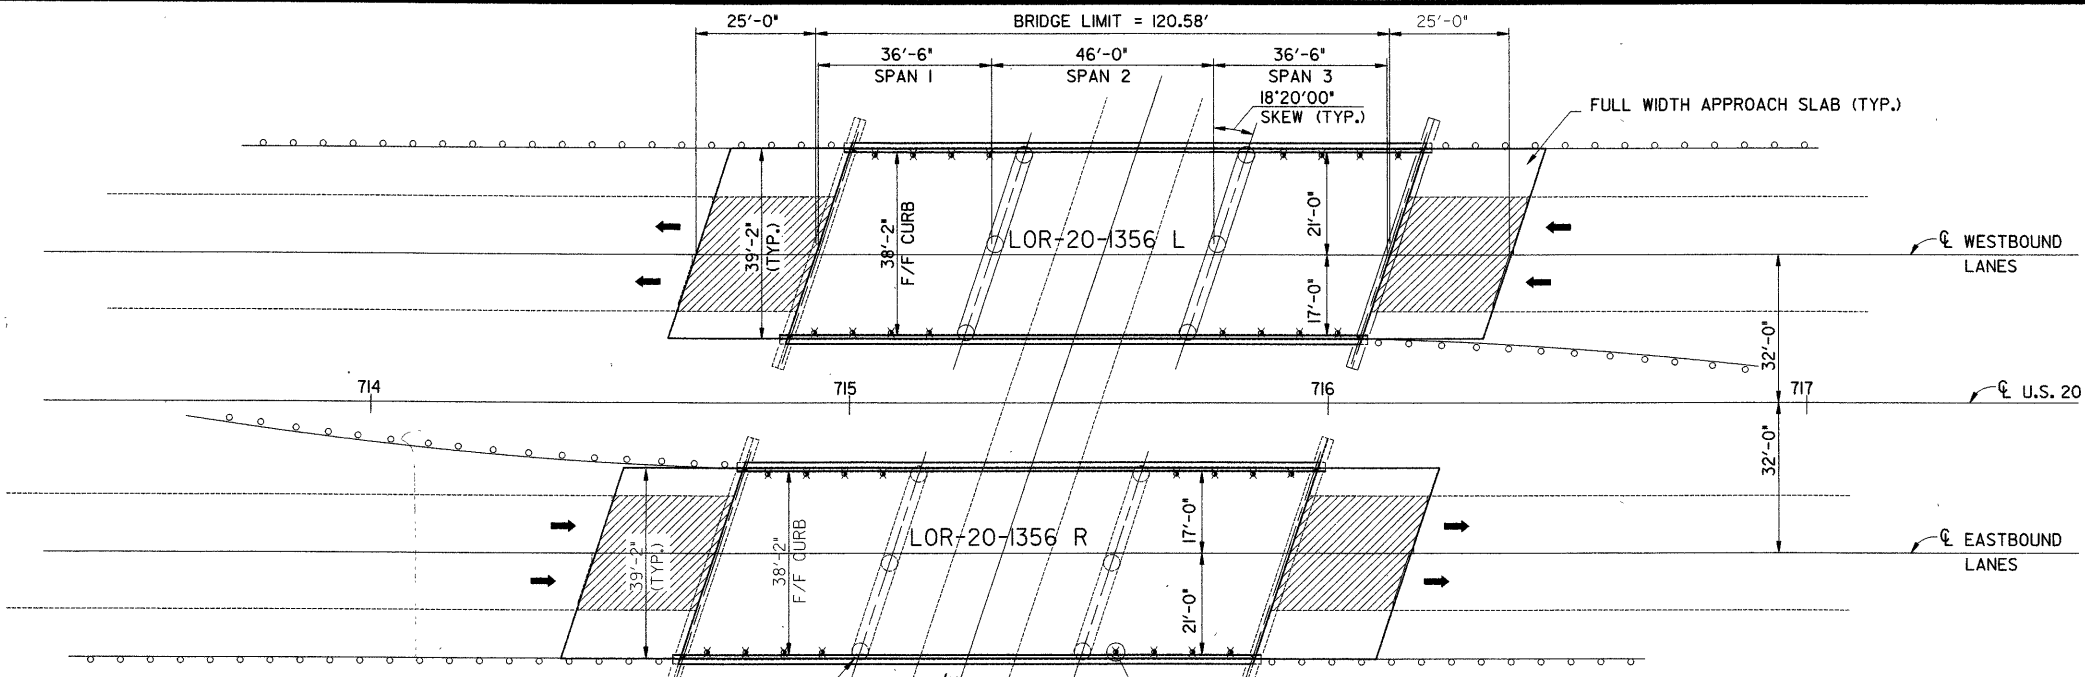 25'-0"
BRIDGE LIMIT = 120.58'
25'-0"
36'-6"
SPAN 1
46'-0"
SPAN 2
36'-6"
SPAN 3
18°20'00"
SKEW (TYP.)
FULL WIDTH APPROACH SLAB (TYP.)
39'-2"
(TYP.)
38'-2"
F/F CURB
LOR-20-1356 L
21'-0"
17'-0"
℄ WESTBOUND
LANES
32'-0"
714
715
716
717
℄ U.S. 20
32'-0"
39'-2"
(TYP.)
38'-2"
F/F CURB
LOR-20-1356 R
17'-0"
21'-0"
℄ EASTBOUND
LANES